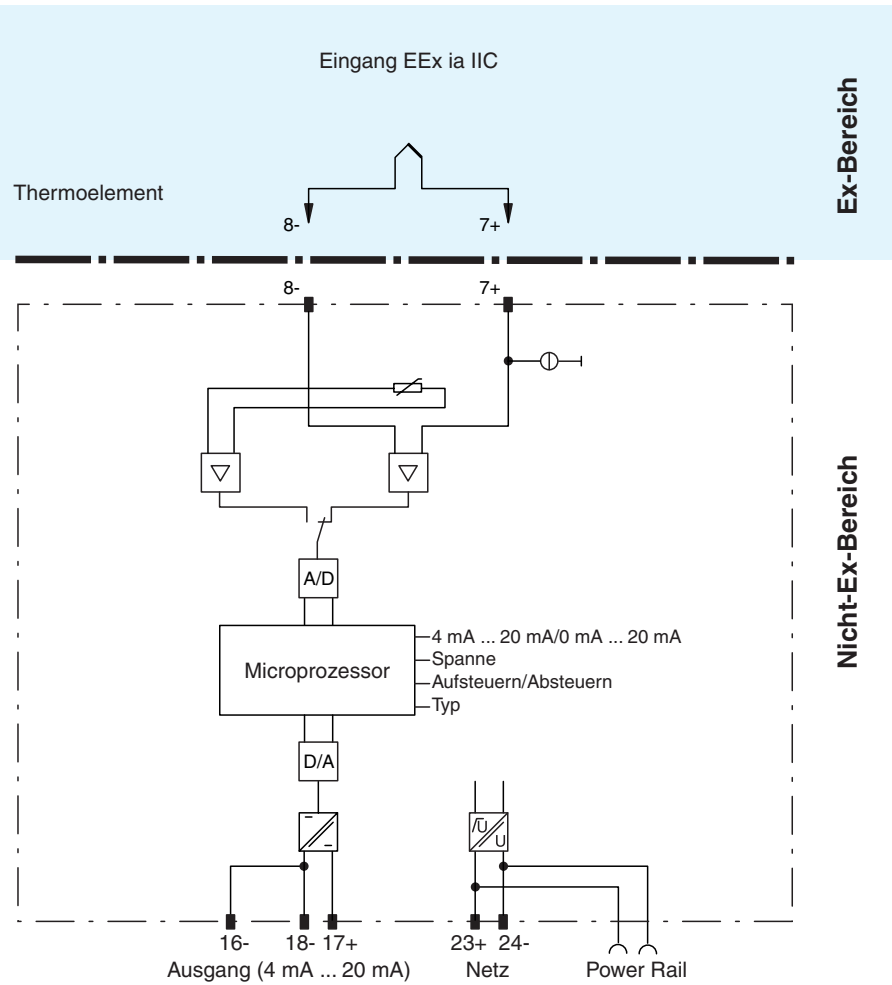 Eingang EEx ia IIC
Ex-Bereich
Thermoelement
8-
7+
8-
7+
Nicht-Ex-Bereich
A/D
Microprozessor
4 mA ... 20 mA/0 mA ... 20 mA
Spanne
Aufsteuern/Absteuern
Typ
D/A
U
U
16-
18-
17+
23+
24-
Ausgang (4 mA ... 20 mA)
Netz
Power Rail